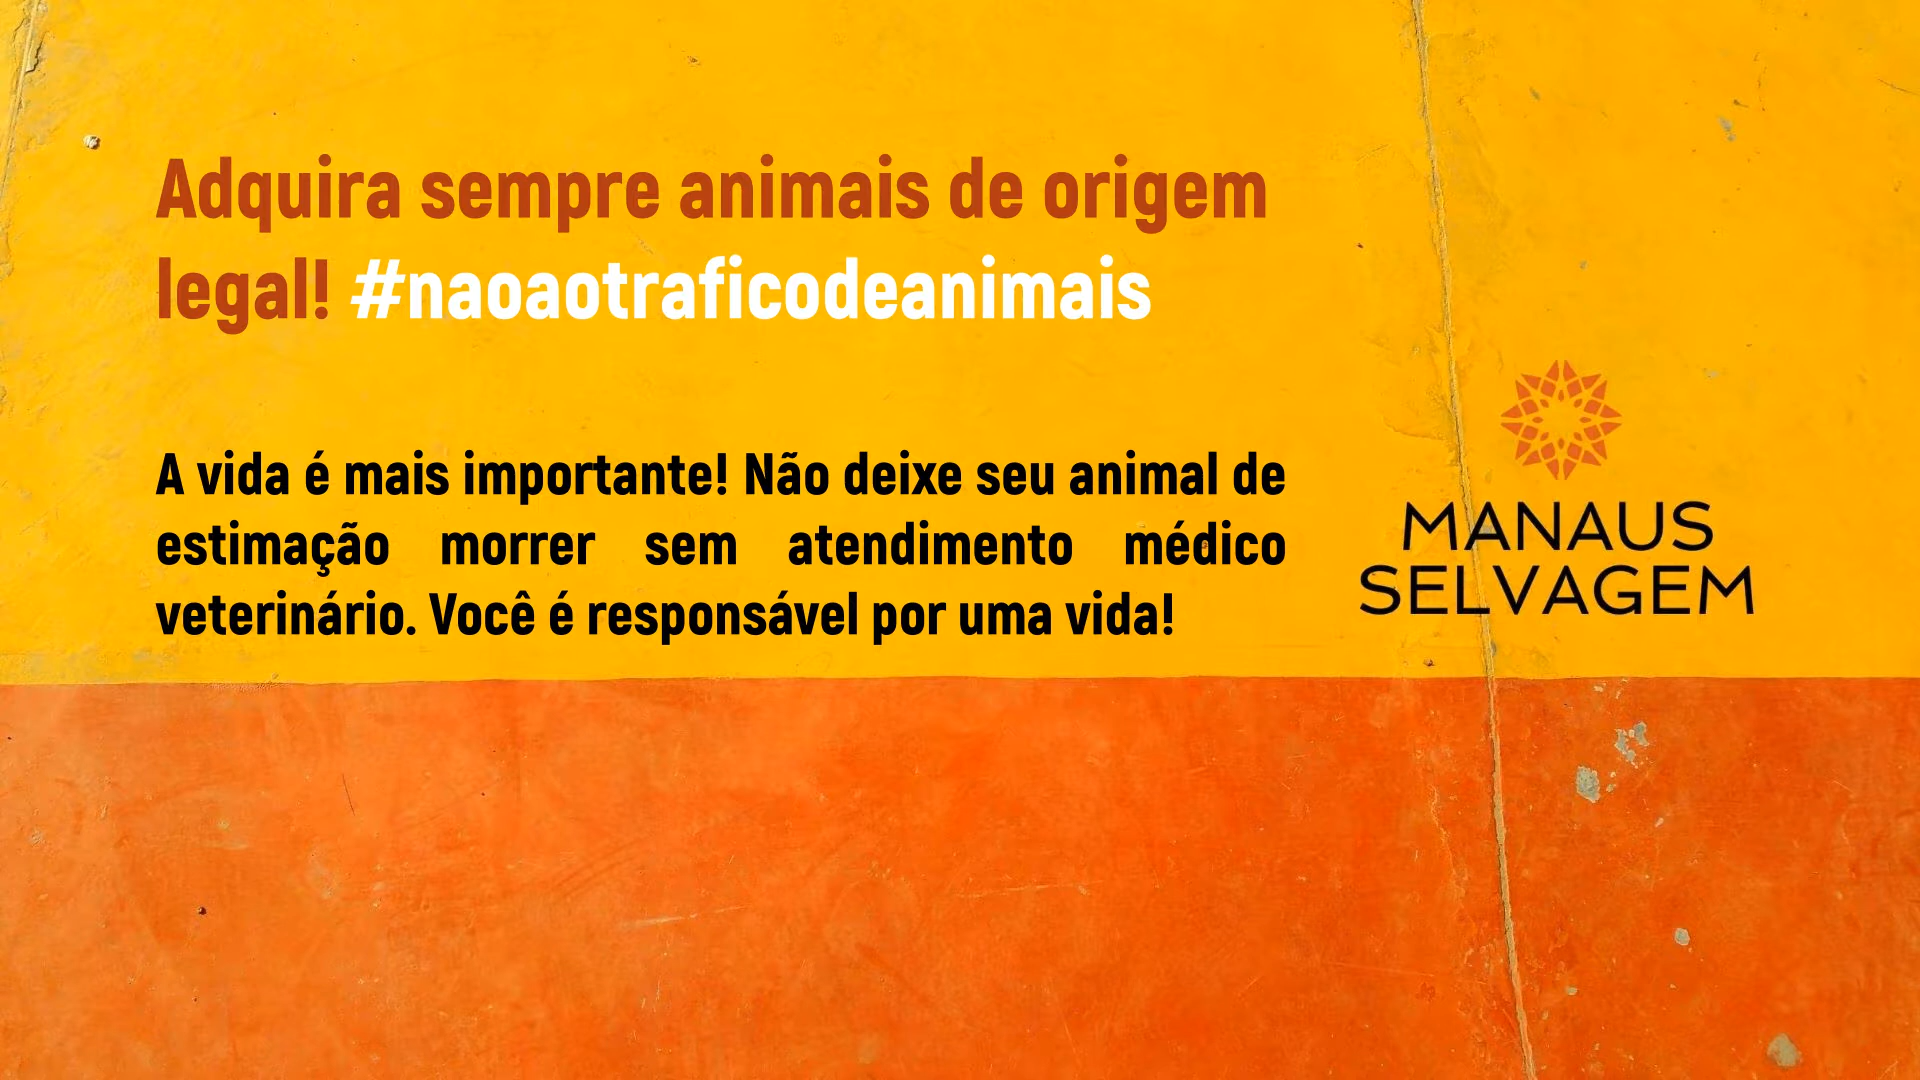 Adquira sempre animais de origem
legal! #naoaotraficodeanimais
A vida é mais importante! Não deixe seu animal de
estimação morrer sem atendimento médico
veterinário. Você é responsável por uma vida!
MANAUS
SELVAGEM